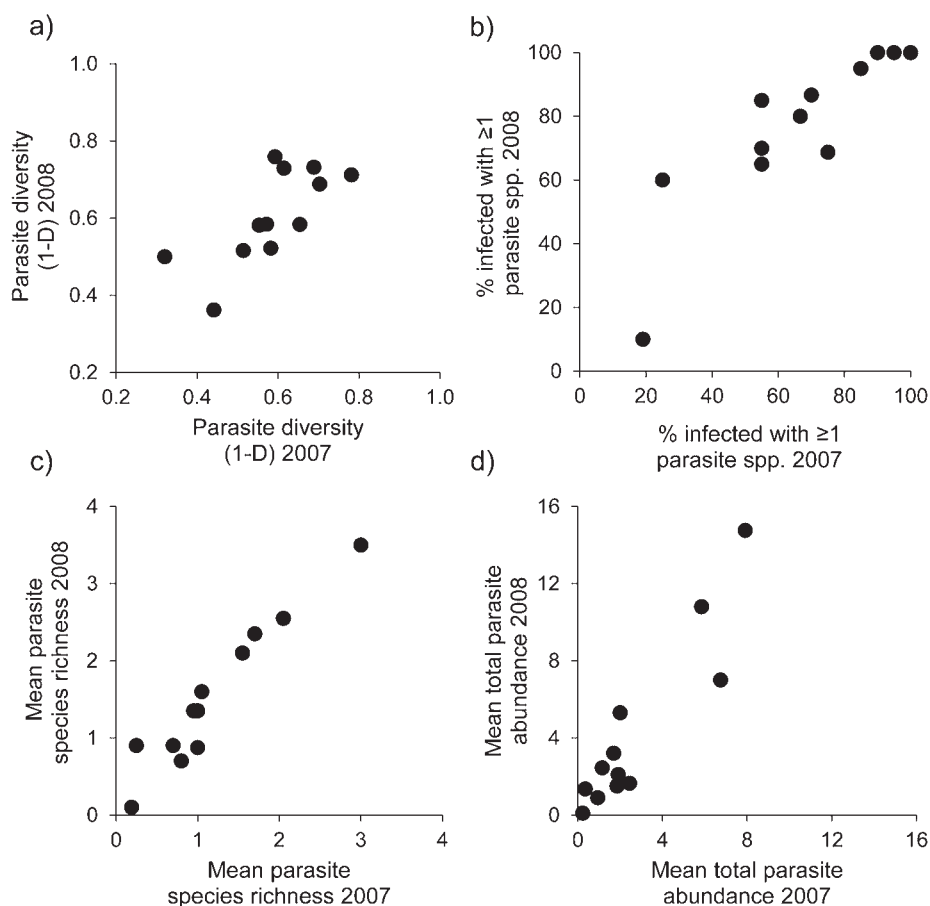 a)
1.0
0.8
0.6
0.4
0.2
0.2 0.4 0.6 0.8 1.0
Parasite diversity
(1-D) 2008
Parasite diversity
(1-D) 2007
b)
100
80
60
40
20
0
0 20 40 60 80 100
% infected with ≥1
parasite spp. 2008
% infected with ≥1
parasite spp. 2007
c)
4
3
2
1
0
0 1 2 3 4
Mean parasite
species richness 2008
Mean parasite
species richness 2007
d)
16
12
8
4
0
0 4 8 12 16
Mean total parasite
abundance 2008
Mean total parasite
abundance 2007